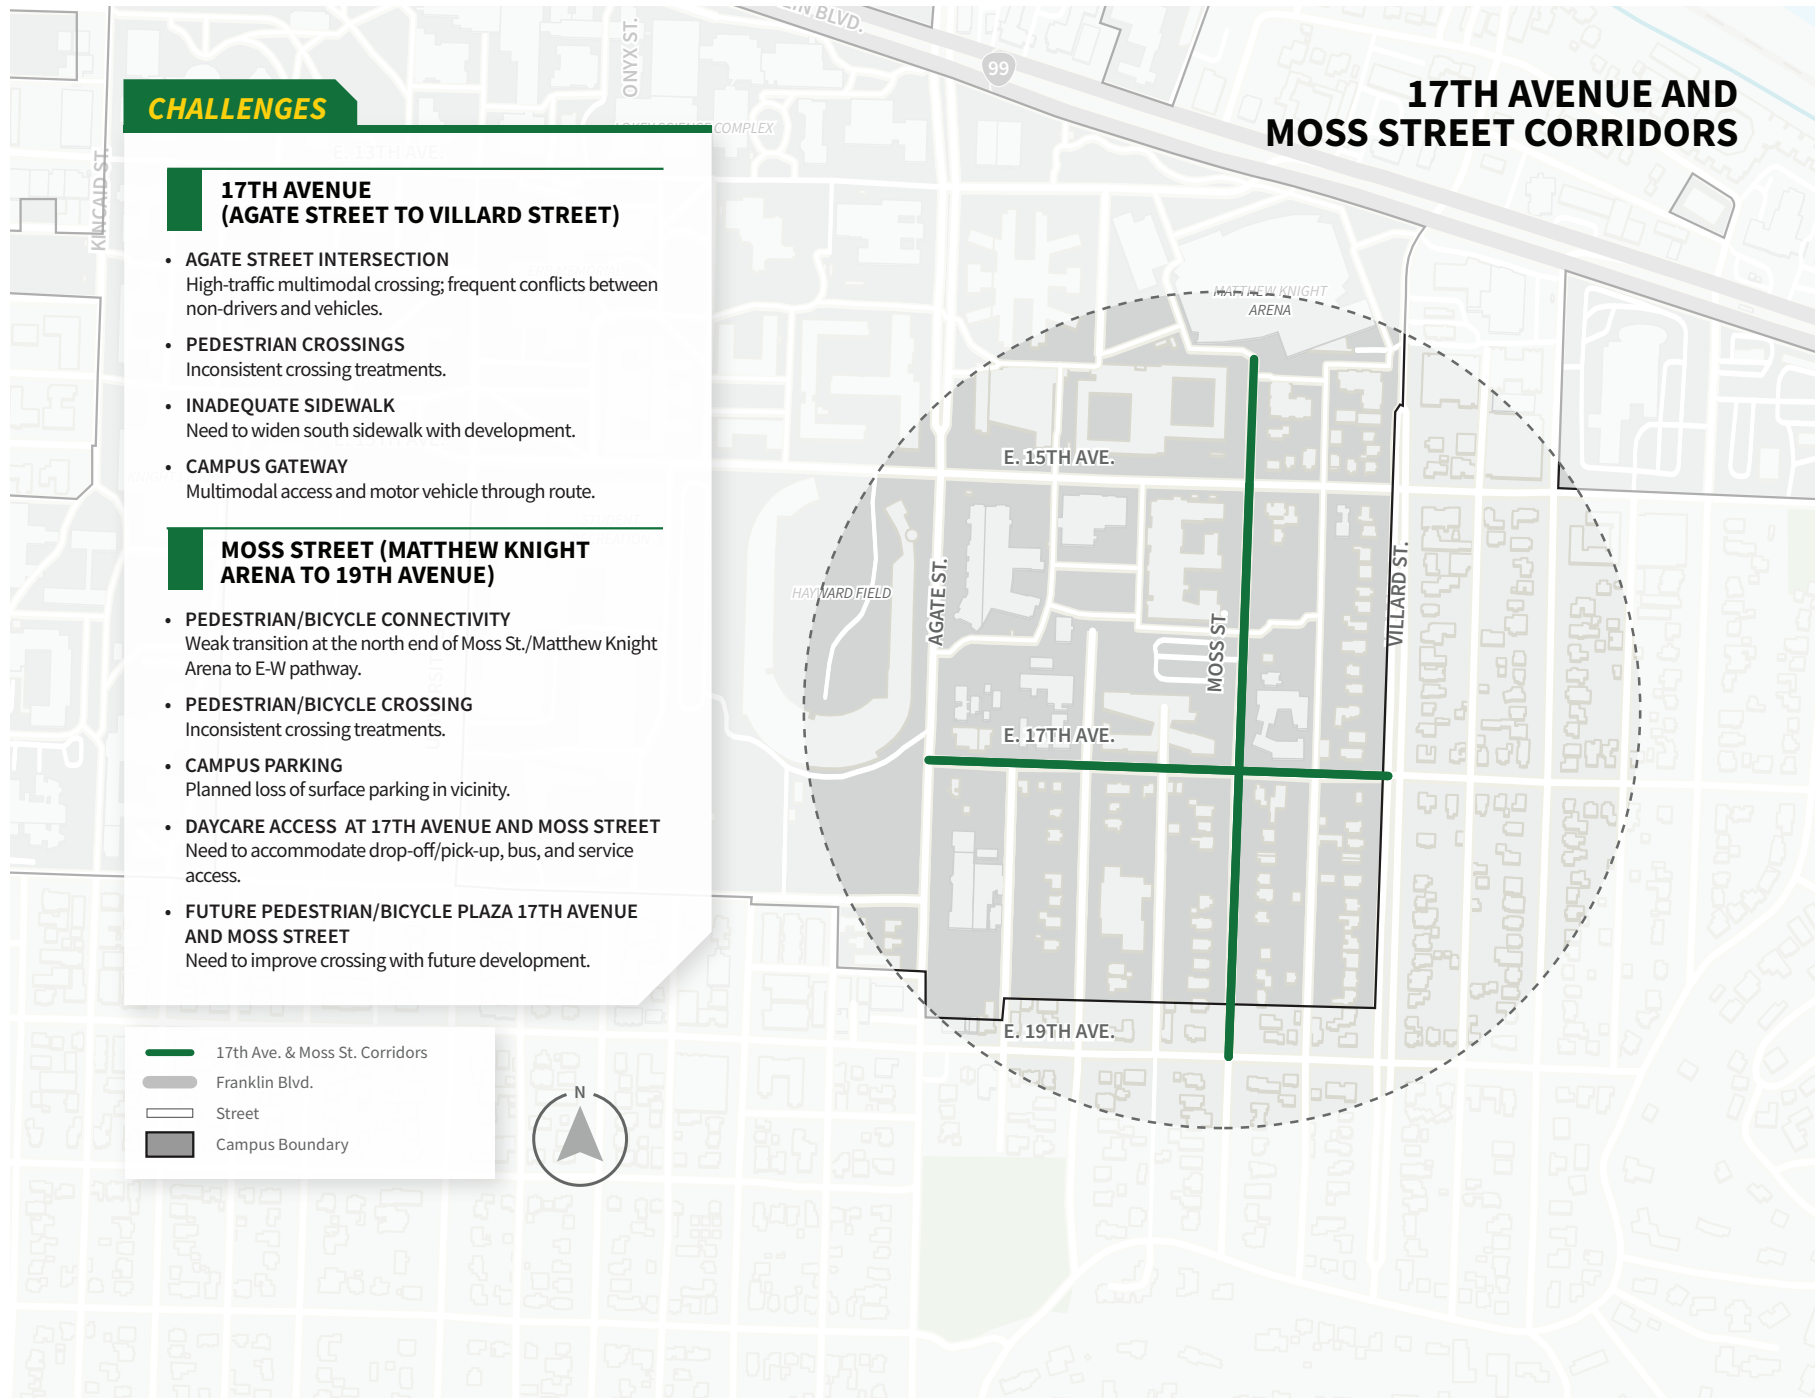 LIN BLVD.
99
ONYX ST.
17TH AVENUE AND
MOSS STREET CORRIDORS
CHALLENGES
LOKEY SCIENCE COMPLEX
E. 13TH AVE.
KINCAID ST.
17TH AVENUE
(AGATE STREET TO VILLARD STREET)
• AGATE STREET INTERSECTION
High-traffic multimodal crossing; frequent conflicts between
non-drivers and vehicles.
• PEDESTRIAN CROSSINGS
Inconsistent crossing treatments.
• INADEQUATE SIDEWALK
Need to widen south sidewalk with development.
• CAMPUS GATEWAY
Multimodal access and motor vehicle through route.
MOSS STREET (MATTHEW KNIGHT
ARENA TO 19TH AVENUE)
• PEDESTRIAN/BICYCLE CONNECTIVITY
Weak transition at the north end of Moss St./Matthew Knight
Arena to E-W pathway.
• PEDESTRIAN/BICYCLE CROSSING
Inconsistent crossing treatments.
• CAMPUS PARKING
Planned loss of surface parking in vicinity.
• DAYCARE ACCESS AT 17TH AVENUE AND MOSS STREET
Need to accommodate drop-off/pick-up, bus, and service
access.
• FUTURE PEDESTRIAN/BICYCLE PLAZA 17TH AVENUE
AND MOSS STREET
Need to improve crossing with future development.
MATTHEW KNIGHT
ARENA
E. 15TH AVE.
HAYWARD FIELD
AGATE ST.
MOSS ST.
VILLARD ST.
E. 17TH AVE.
E. 19TH AVE.
17th Ave. & Moss St. Corridors
Franklin Blvd.
Street
Campus Boundary
N